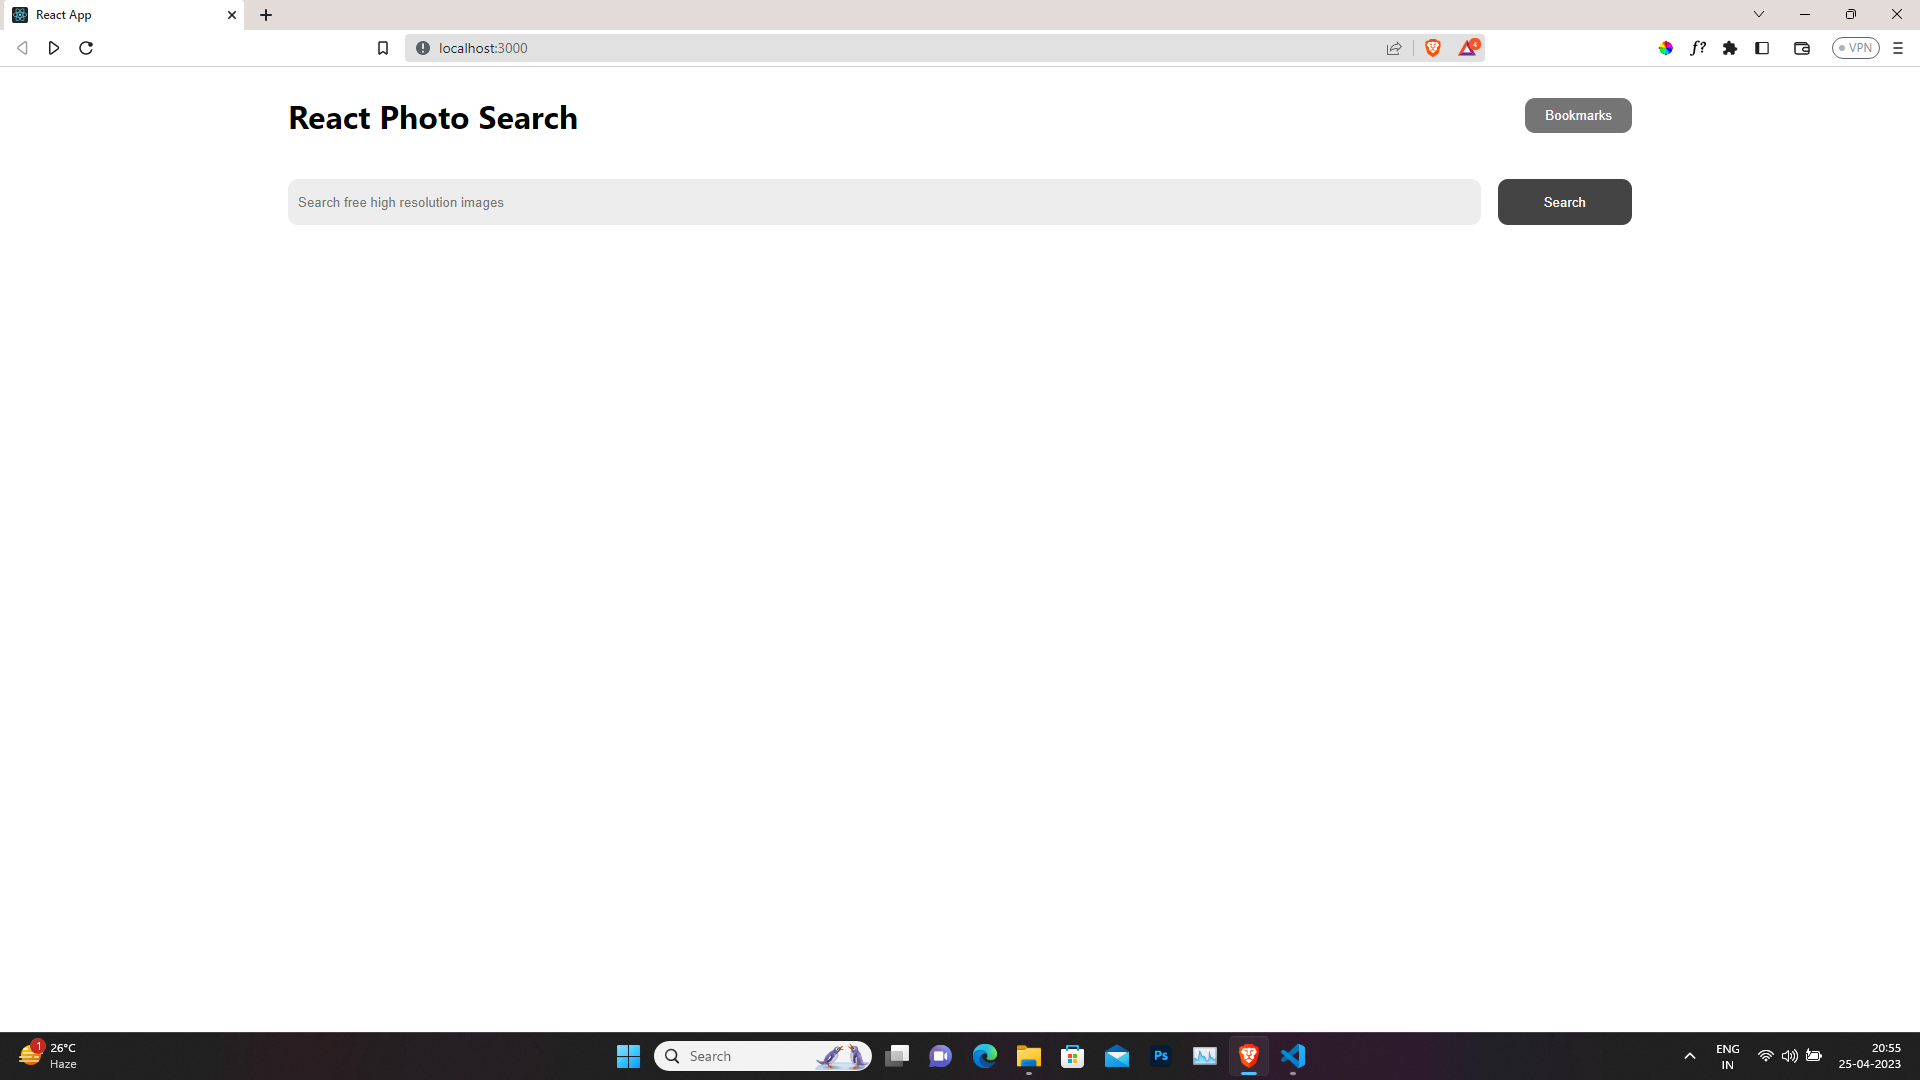 React App
localhost:3000
4
f?
VPN
React Photo Search
Bookmarks
Search free high resolution images
Search
1
26°C
Haze
Search
Ps
ENG
IN
20:55
25-04-2023